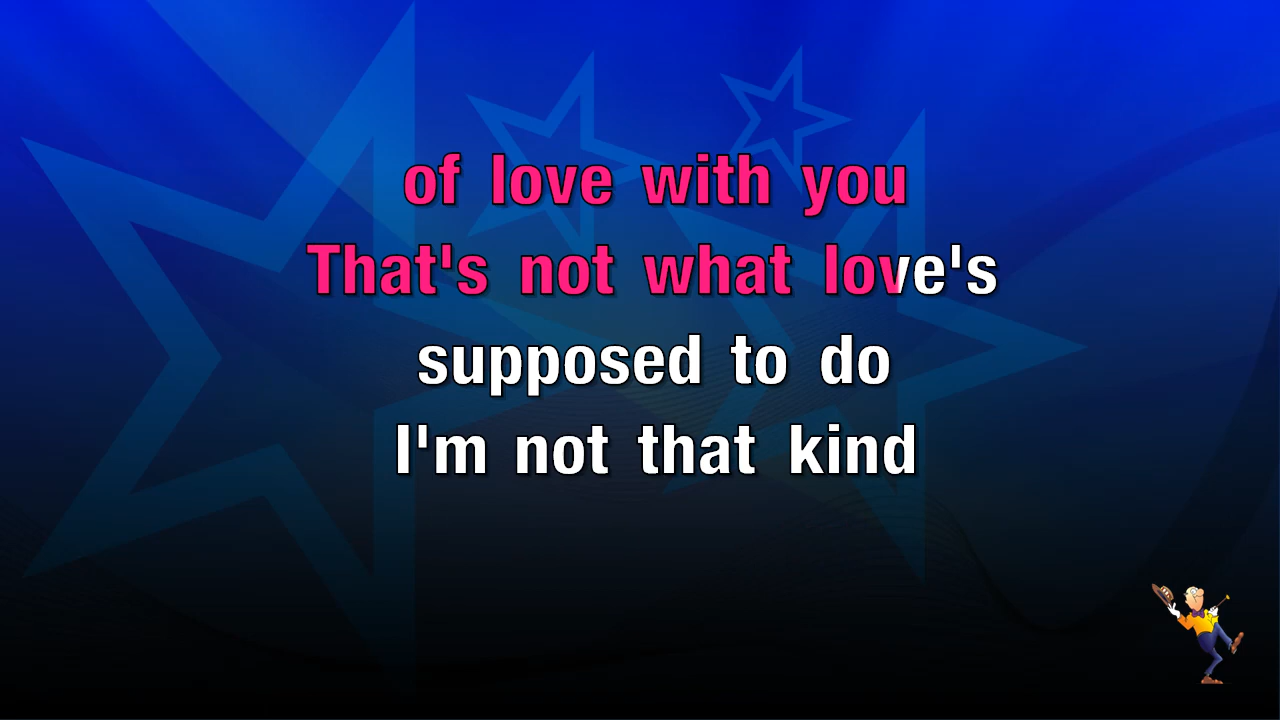 of love with you
That's not what love's
supposed to do
I'm not that kind